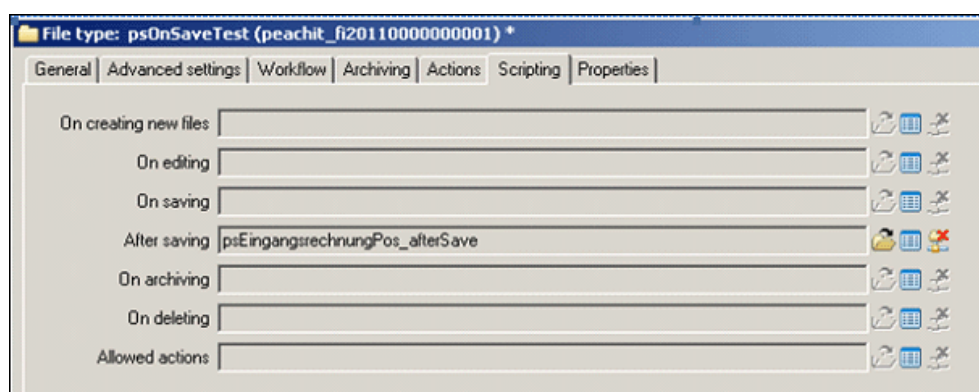 File type: psOnSaveTest (peachit_fi20110000000001) *
General Advanced settings Workflow Archiving Actions Scripting Properties
On creating new files
On editing
On saving
After saving psEingangsrechnungPos_afterSave
On archiving
On deleting
Allowed actions